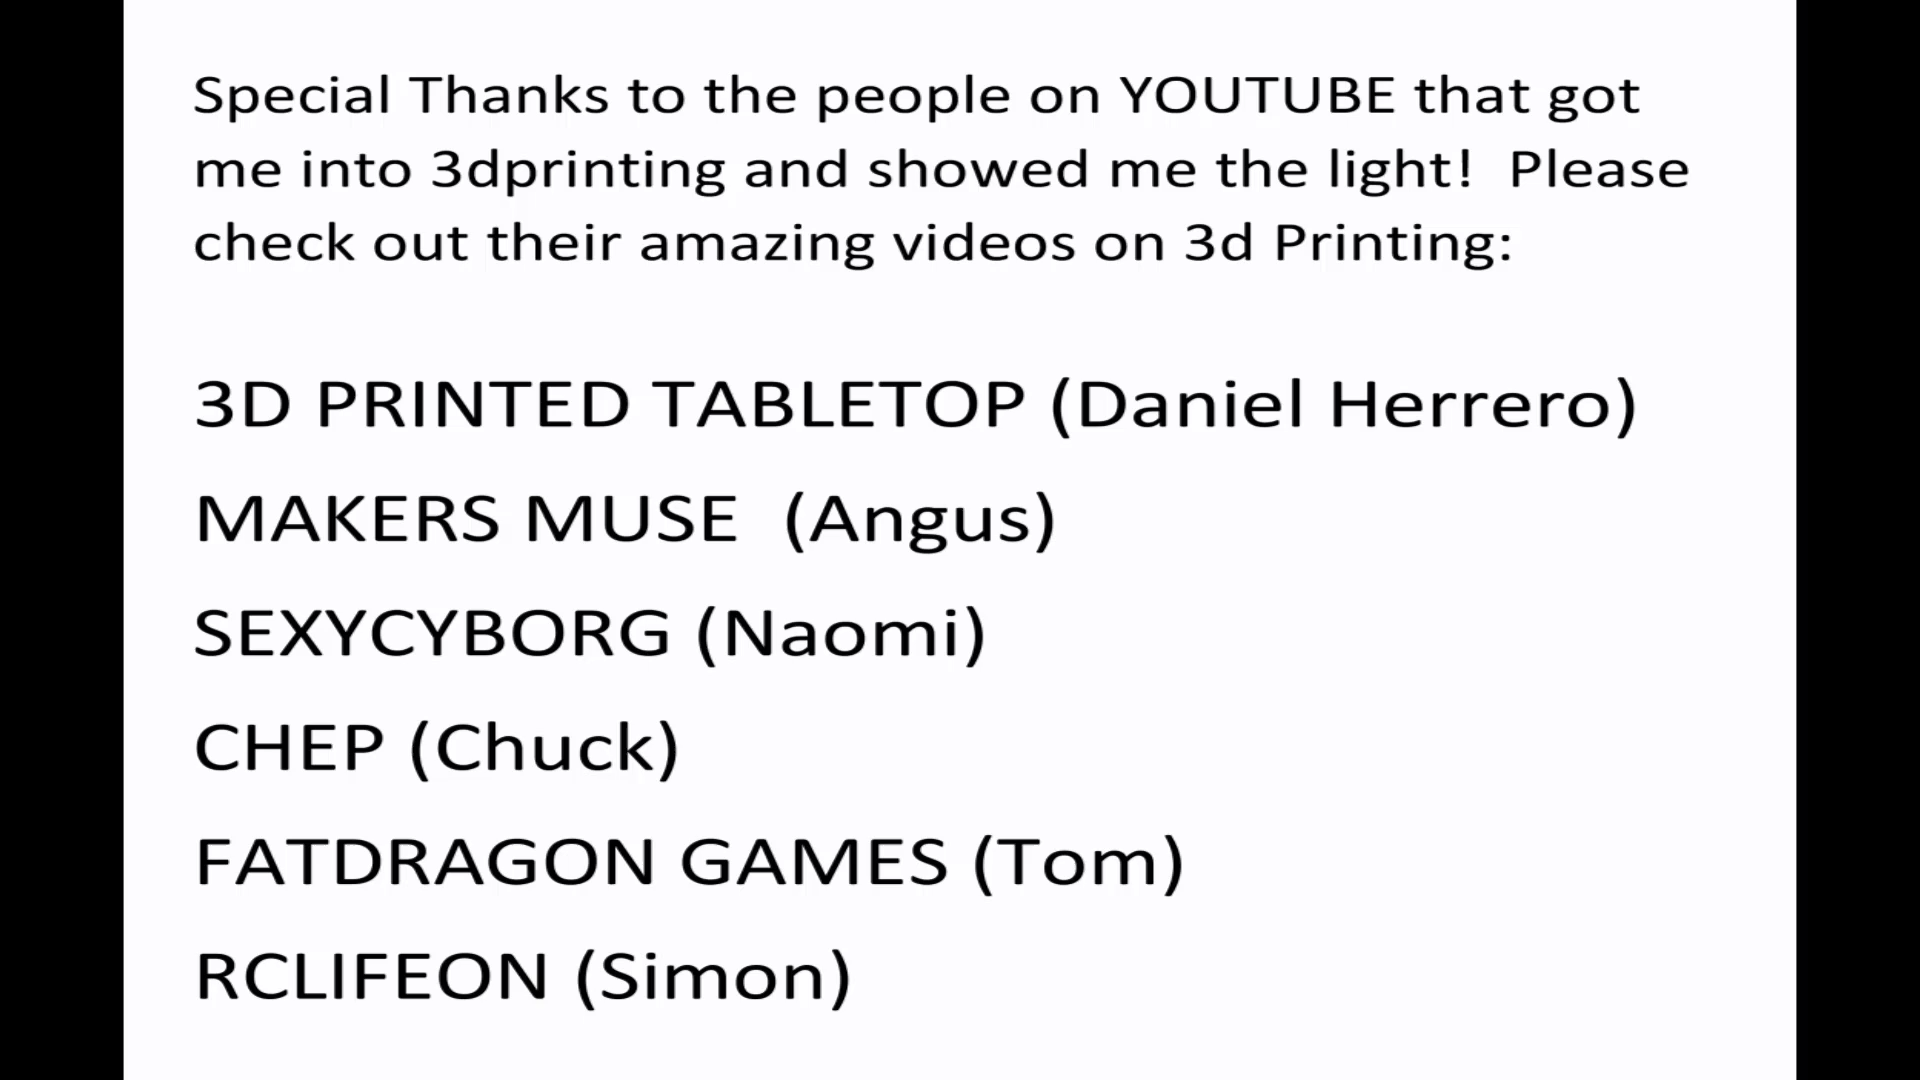 Special Thanks to the people on YOUTUBE that got
me into 3dprinting and showed me the light!  Please
check out their amazing videos on 3d Printing:
3D PRINTED TABLETOP (Daniel Herrero)
MAKERS MUSE  (Angus)
SEXYCYBORG (Naomi)
CHEP (Chuck)
FATDRAGON GAMES (Tom)
RCLIFEON (Simon)